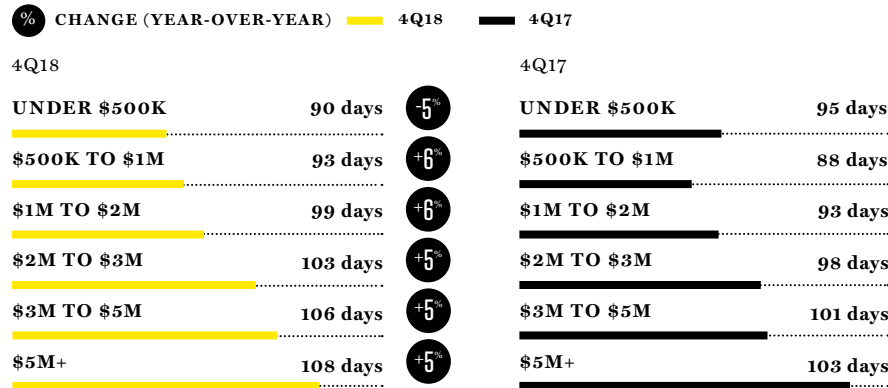 % CHANGE (YEAR-OVER-YEAR) 4Q18 4Q17
4Q18 4Q17
UNDER $500K 90 days -5% UNDER $500K 95 days
$500K TO $1M 93 days +6% $500K TO $1M 88 days
$1M TO $2M 99 days +6% $1M TO $2M 93 days
$2M TO $3M 103 days +5% $2M TO $3M 98 days
$3M TO $5M 106 days +5% $3M TO $5M 101 days
$5M+ 108 days +5% $5M+ 103 days